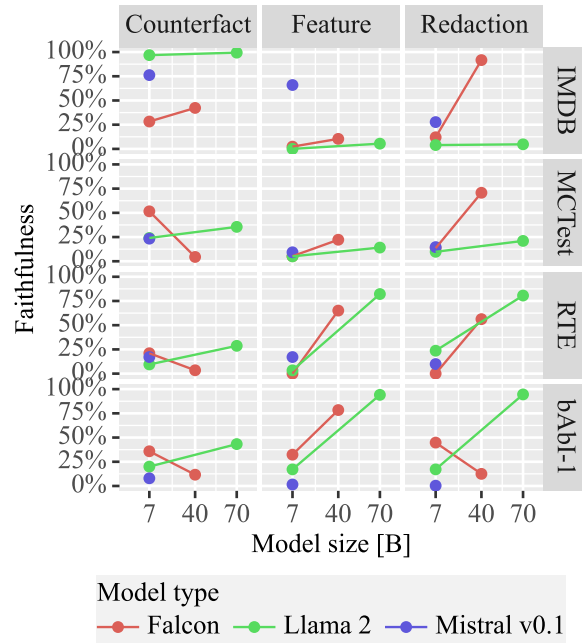 Counterfact Feature Redaction
Faithfulness
100%
75%
50%
25%
0%
IMDB
100%
75%
50%
25%
0%
MCTest
100%
75%
50%
25%
0%
RTE
100%
75%
50%
25%
0%
bAbI-1
7 40 70 7 40 70 7 40 70
Model size [B]
Model type
Falcon Llama 2 Mistral v0.1